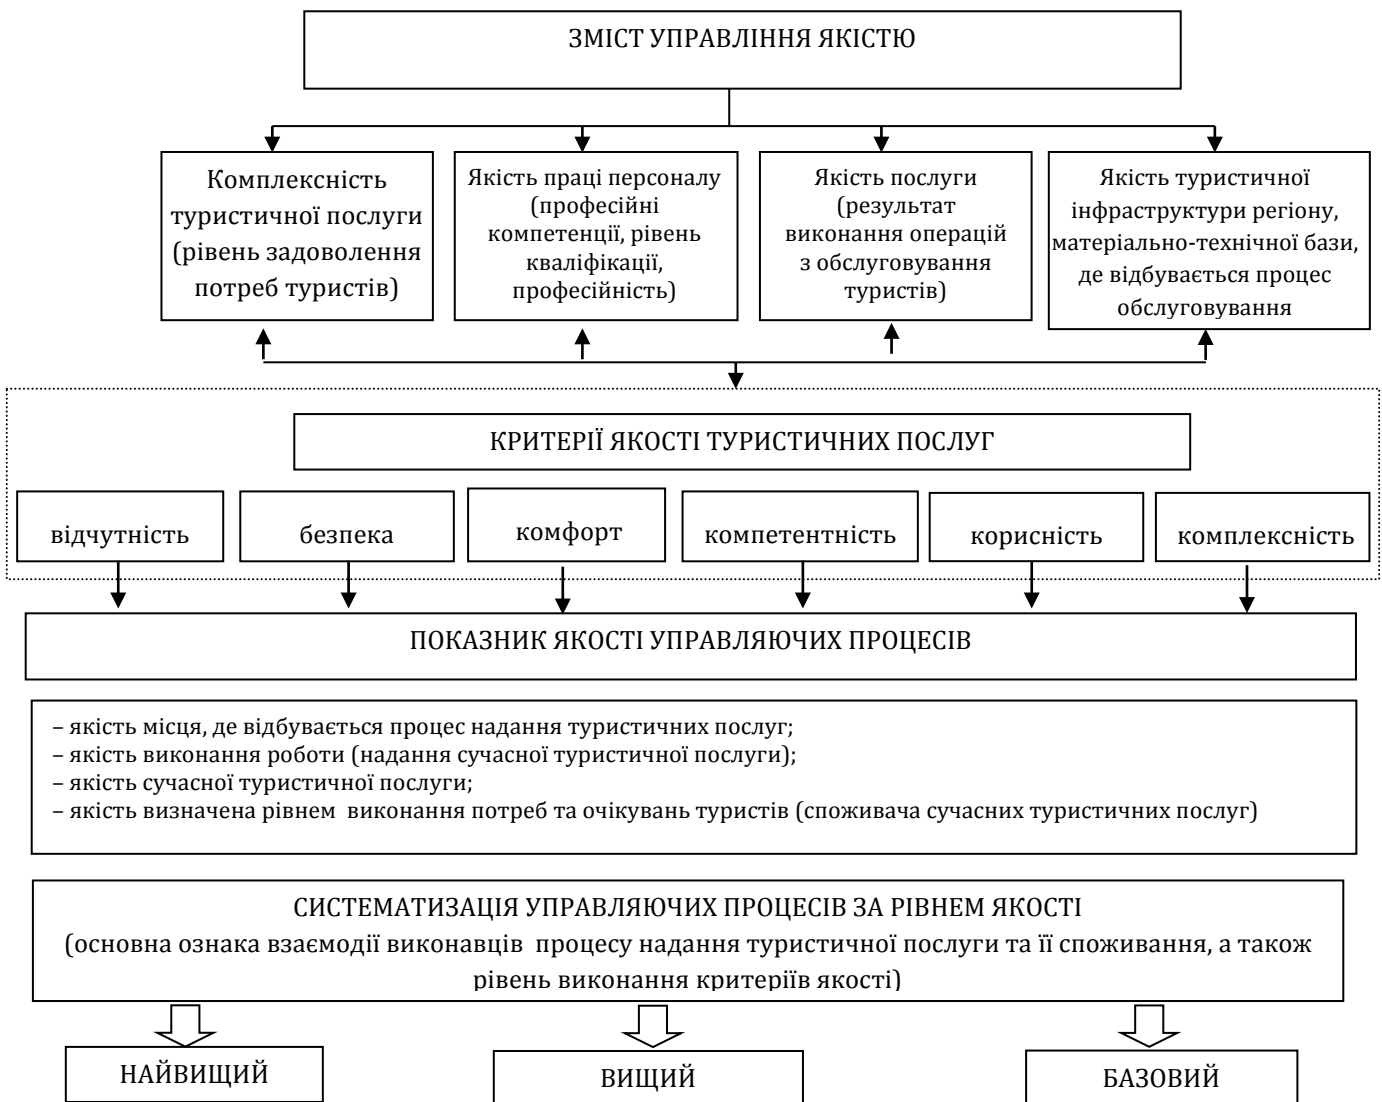 ЗМІСТ УПРАВЛІННЯ ЯКІСТЮ
Комплексність
туристичної послуги
(рівень задоволення
потреб туристів)
Якість праці персоналу
(професійні
компетенції, рівень
кваліфікації,
професійність)
Якість послуги
(результат
виконання операцій
з обслуговування
туристів)
Якість туристичної
інфраструктури регіону,
матеріально-технічної бази,
де відбувається процес
обслуговування
КРИТЕРІЇ ЯКОСТІ ТУРИСТИЧНИХ ПОСЛУГ
відчутність
безпека
комфорт
компетентність
корисність
комплексність
ПОКАЗНИК ЯКОСТІ УПРАВЛЯЮЧИХ ПРОЦЕСІВ
– якість місця, де відбувається процес надання туристичних послуг;
– якість виконання роботи (надання сучасної туристичної послуги);
– якість сучасної туристичної послуги;
– якість визначена рівнем виконання потреб та очікувань туристів (споживача сучасних туристичних послуг)
СИСТЕМАТИЗАЦІЯ УПРАВЛЯЮЧИХ ПРОЦЕСІВ ЗА РІВНЕМ ЯКОСТІ
(основна ознака взаємодії виконавців процесу надання туристичної послуги та її споживання, а також
рівень виконання критеріїв якості)
НАЙВИЩИЙ
ВИЩИЙ
БАЗОВИЙ